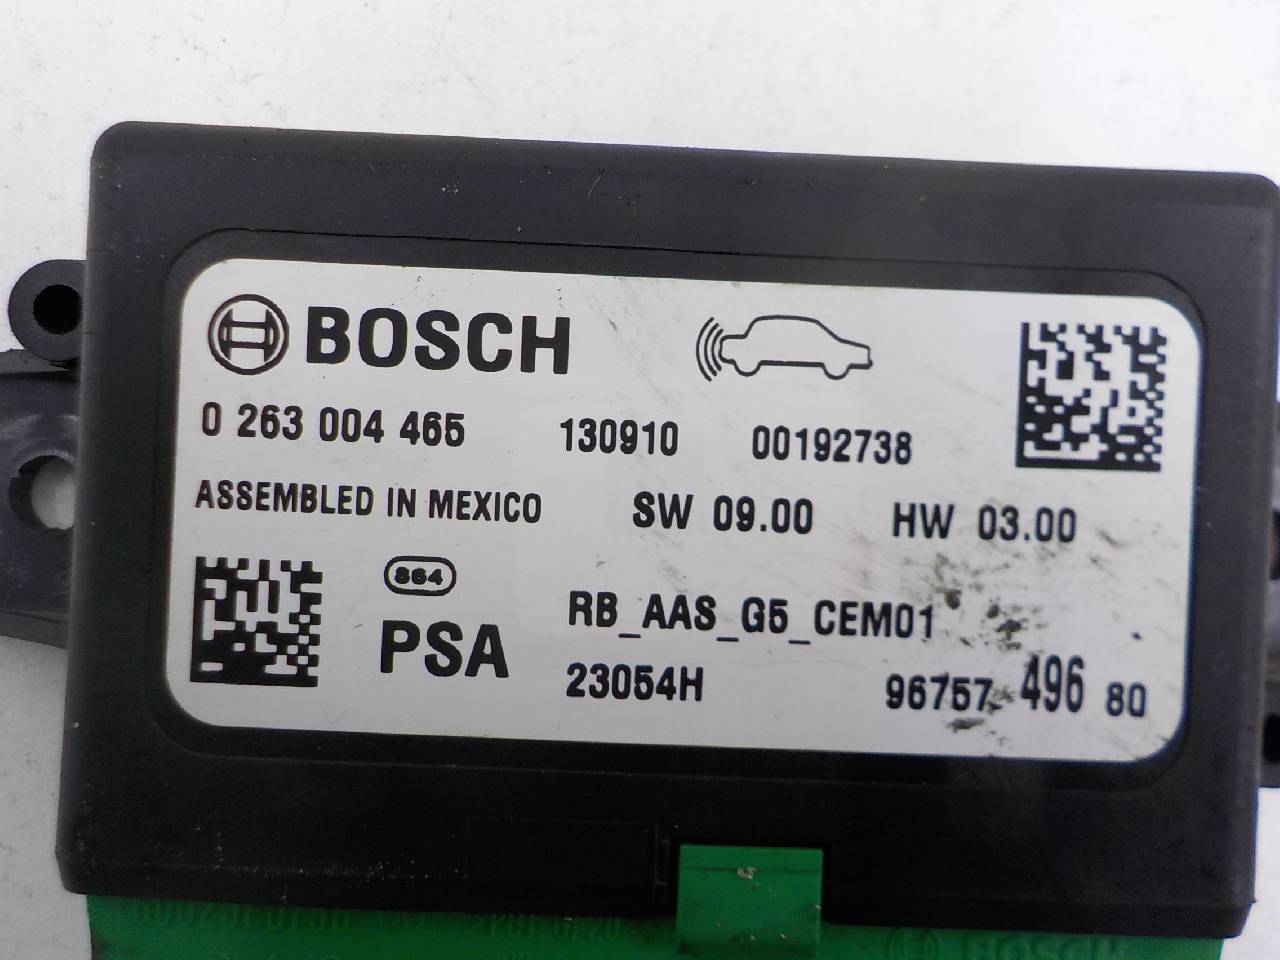 BOSCH
0 263 004 465 130910 00192738
ASSEMBLED IN MEXICO SW 09.00 HW 03.00
864
PSA
RB_AAS_G5_CEM01
23054H 96757 496 80
BOSCH